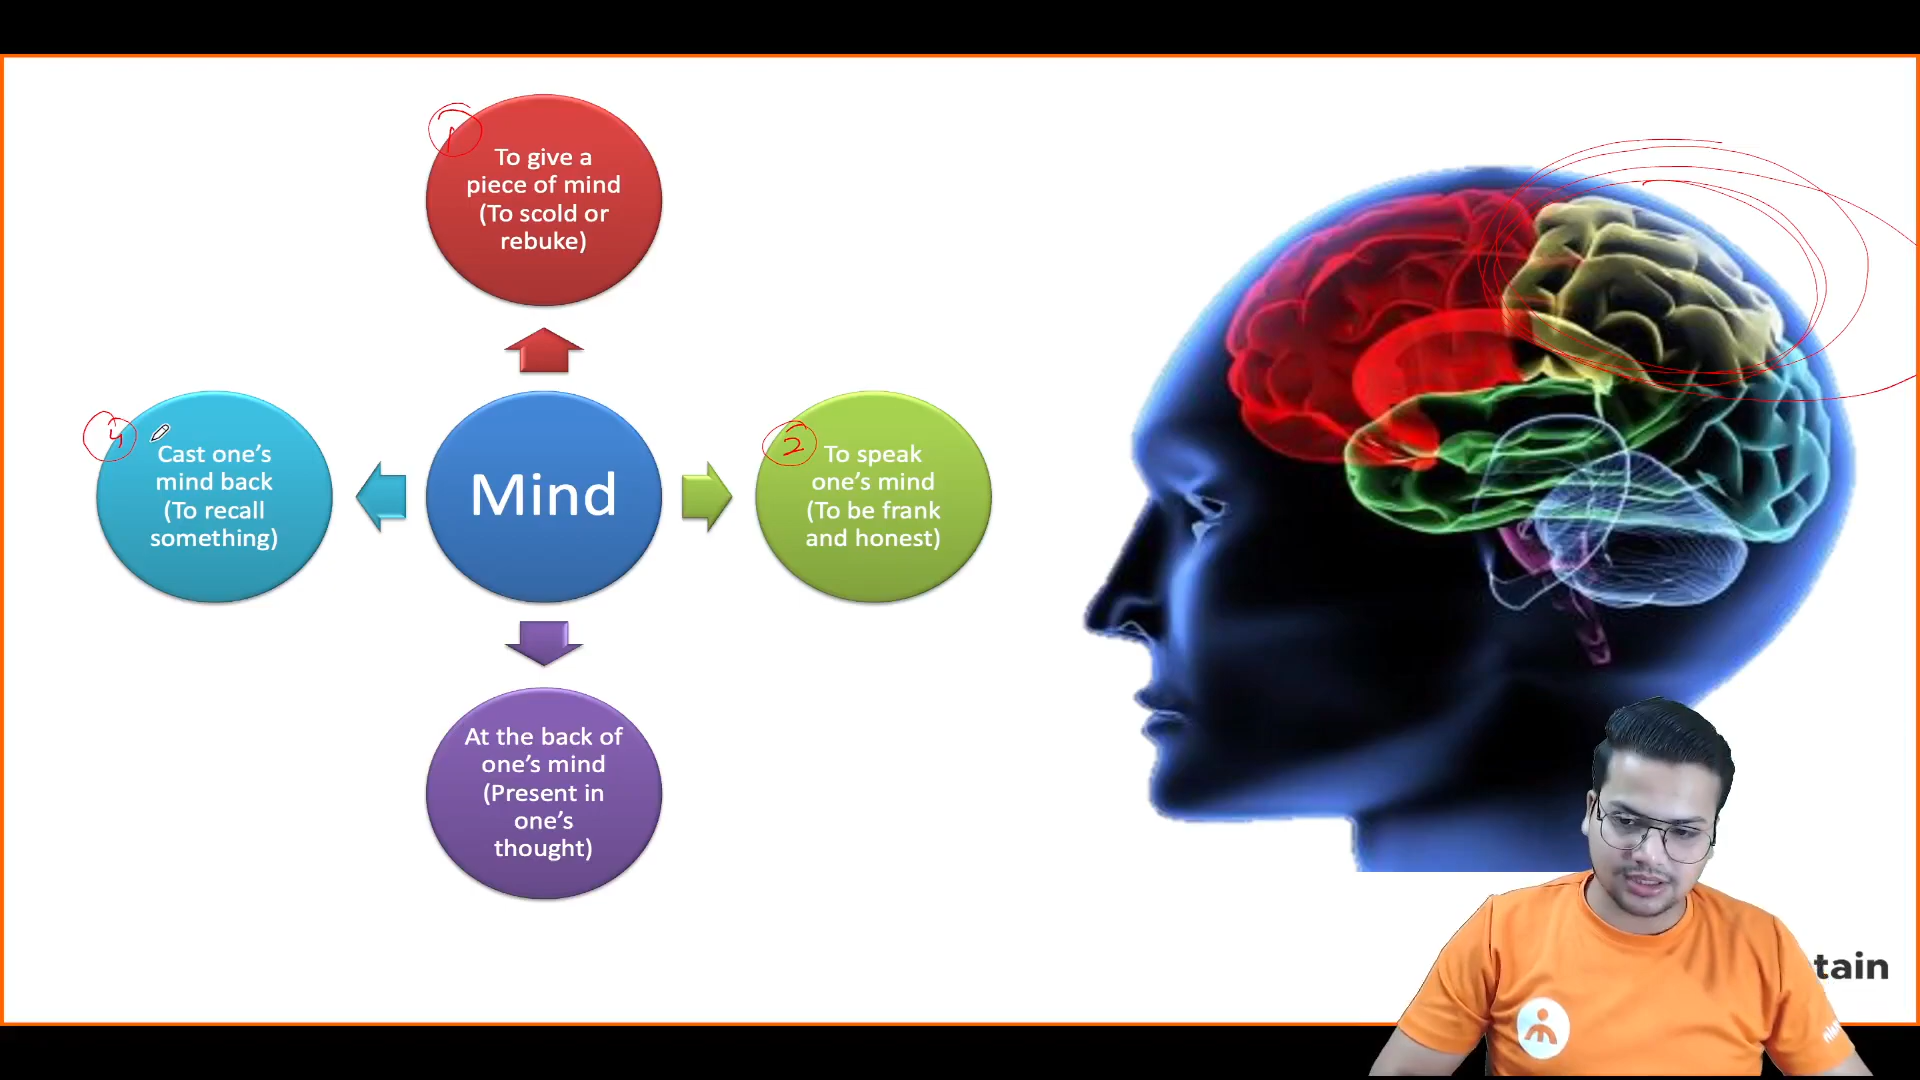 1
To give a
piece of mind
(To scold or
rebuke)
4
Cast one’s
mind back
(To recall
something)
Mind
2
To speak
one’s mind
(To be frank
and honest)
At the back of
one’s mind
(Present in
one’s
thought)
tain